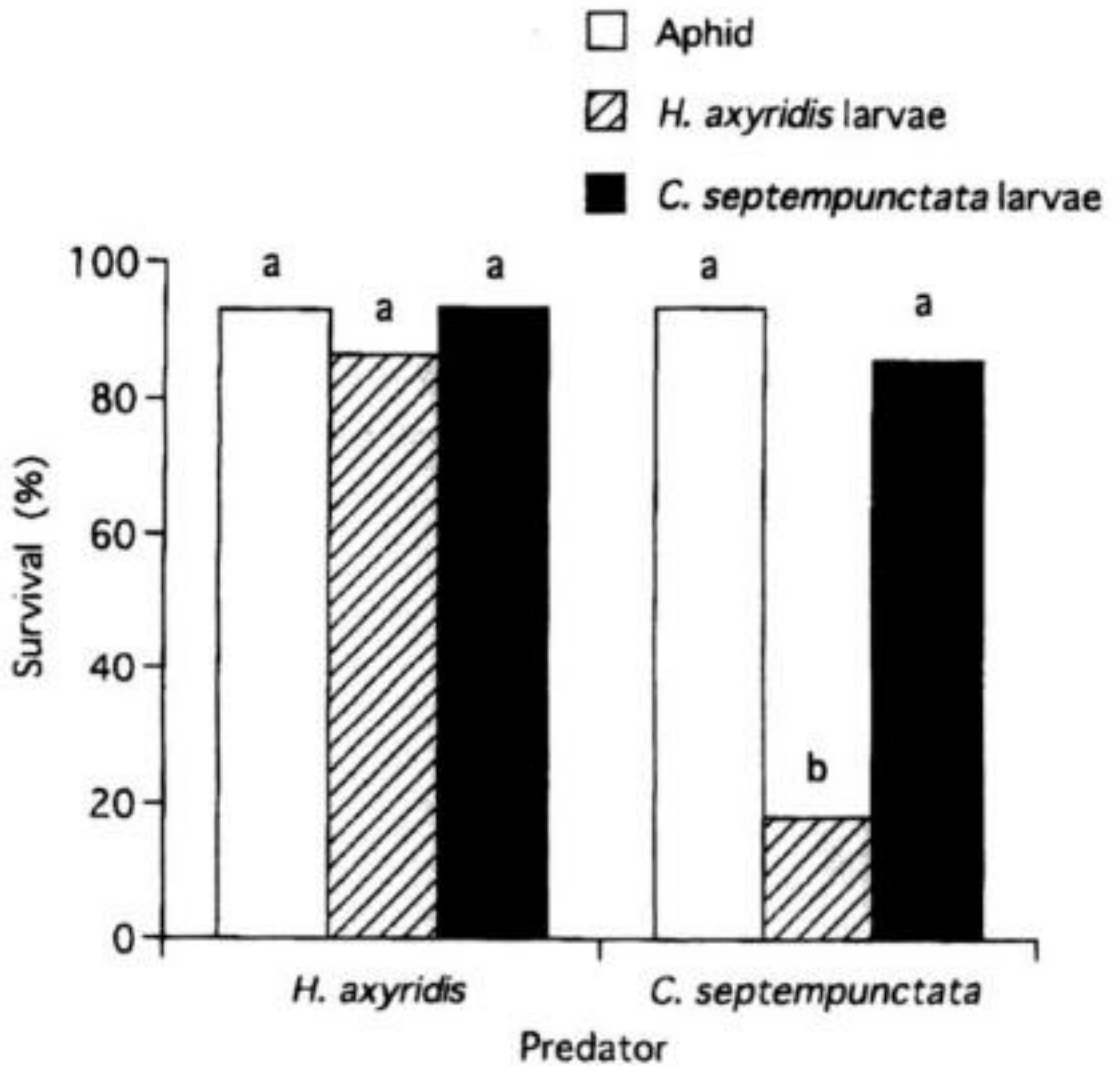 Aphid
H. axyridis larvae
C. septempunctata larvae
100
80
60
40
20
0
Survival (%)
a
a
a
a
b
a
H. axyridis
C. septempunctata
Predator